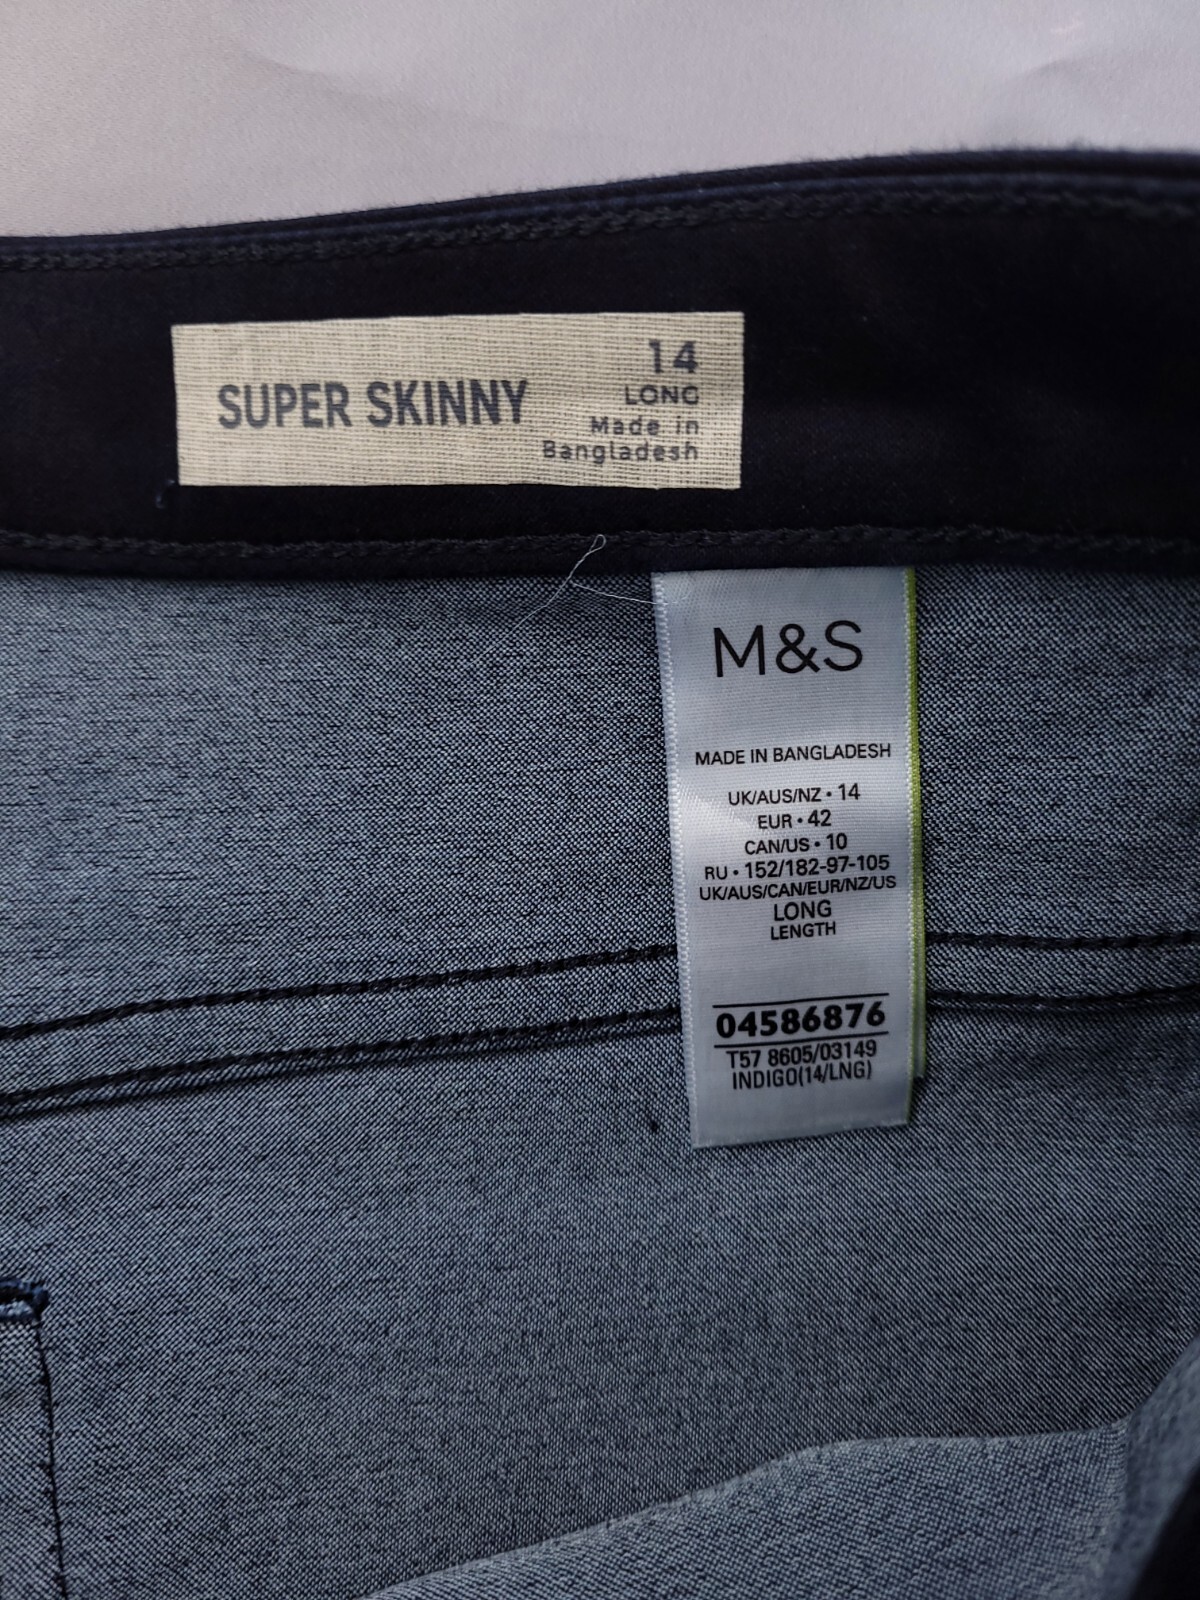 SUPER SKINNY
14
LONG
Made in
Bangladesh
M&S
MADE IN BANGLADESH
UK/AUS/NZ • 14
EUR • 42
CAN/US • 10
RU • 152/182-97-105
UK/AUS/CAN/EUR/NZ/US
LONG
LENGTH
04586876
T57 8605/03149
INDIGO(14/LNG)